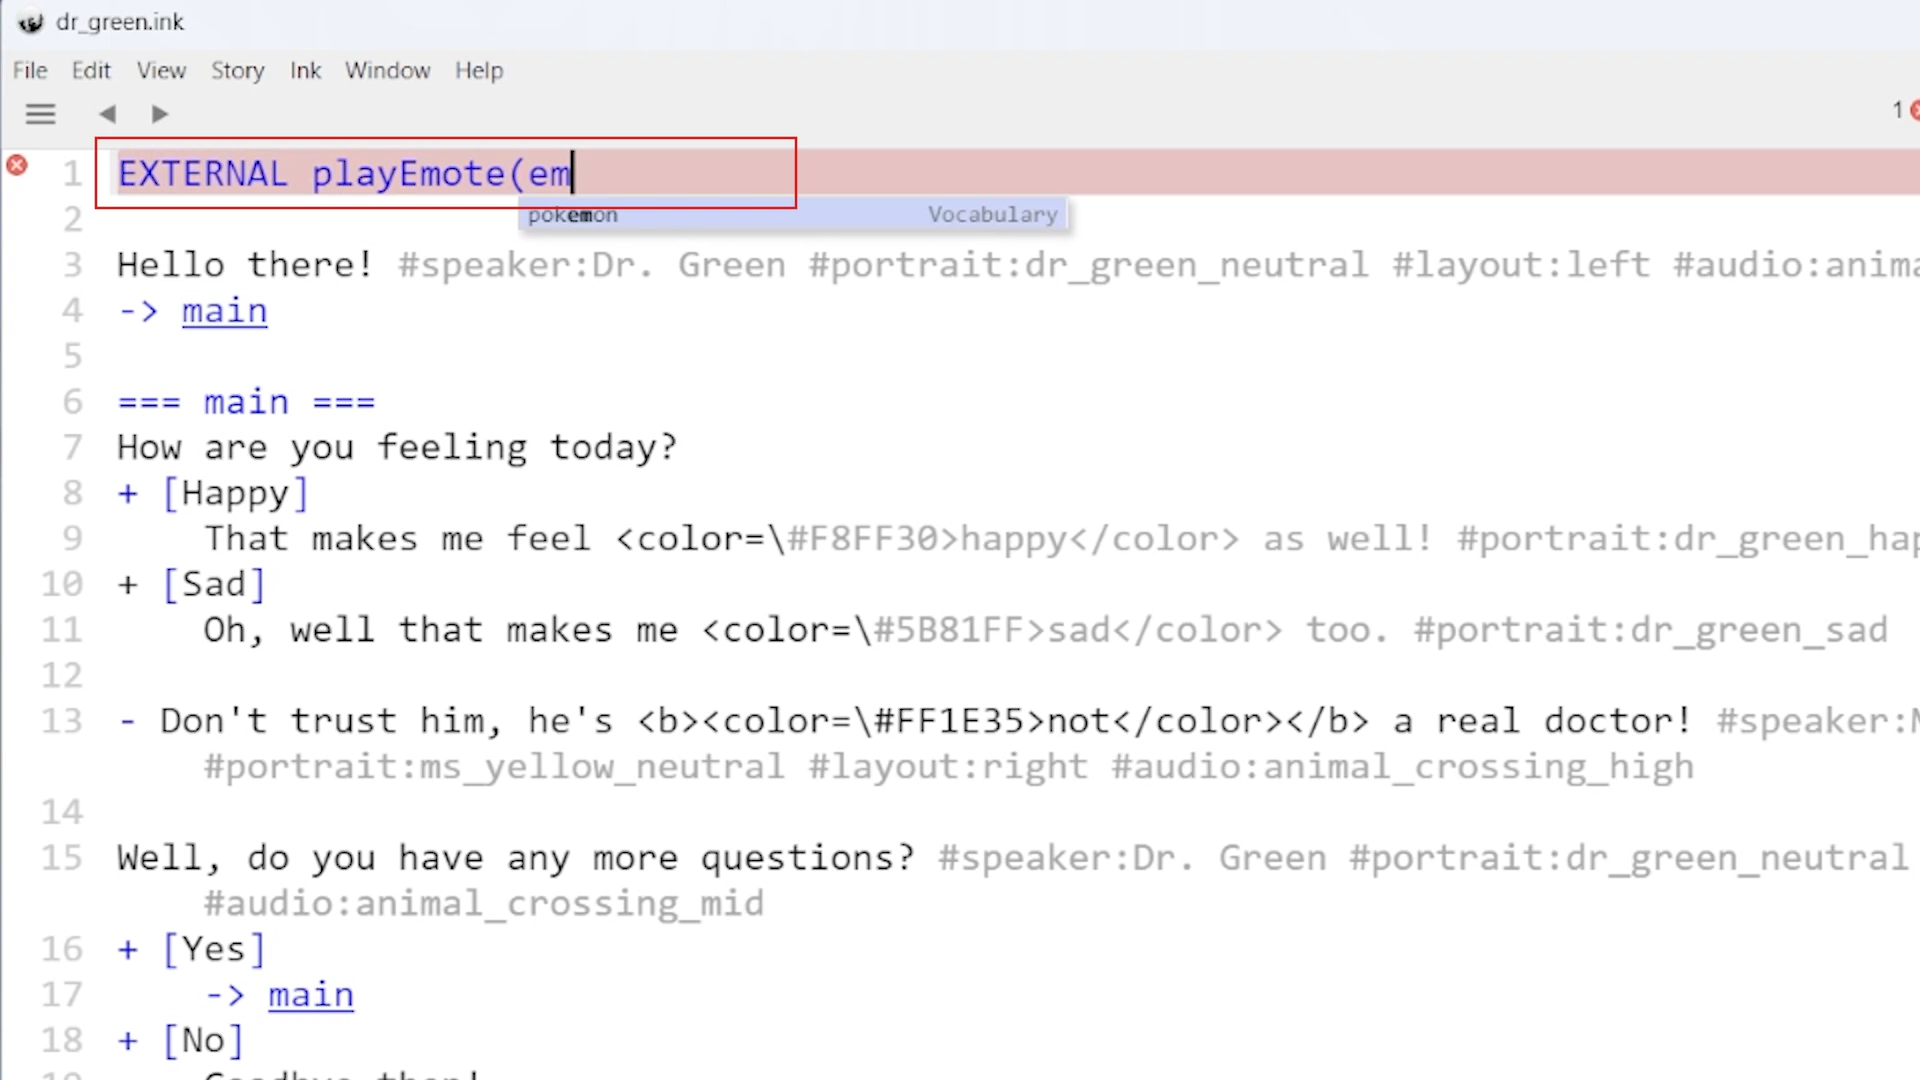 dr_green.ink
File Edit View Story Ink Window Help
1
1 EXTERNAL playEmote(em
pokemon Vocabulary
2
3 Hello there! #speaker:Dr. Green #portrait:dr_green_neutral #layout:left #audio:anima
4 -> main
5
6 === main ===
7 How are you feeling today?
8 + [Happy]
9 That makes me feel <color=\#F8FF30>happy</color> as well! #portrait:dr_green_hap
10 + [Sad]
11 Oh, well that makes me <color=\#5B81FF>sad</color> too. #portrait:dr_green_sad
12
13 - Don't trust him, he's <b><color=\#FF1E35>not</color></b> a real doctor! #speaker:M
#portrait:ms_yellow_neutral #layout:right #audio:animal_crossing_high
14
15 Well, do you have any more questions? #speaker:Dr. Green #portrait:dr_green_neutral
#audio:animal_crossing_mid
16 + [Yes]
17 -> main
18 + [No]